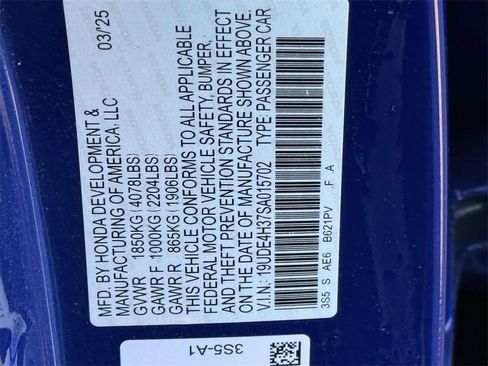 MFD. BY HONDA DEVELOPMENT & 03/25
MANUFACTURING OF AMERICA, LLC
GVWR 1850KG (4078LBS)
GAWR F 1000KG (2204LBS)
GAWR R 865KG (1906LBS)
THIS VEHICLE CONFORMS TO ALL APPLICABLE
FEDERAL MOTOR VEHICLE SAFETY, BUMPER,
AND THEFT PREVENTION STANDARDS IN EFFECT
ON THE DATE OF MANUFACTURE SHOWN ABOVE.
V.I.N.: 19UDE4H37SA015702 TYPE: PASSENGER CAR
3S5 S AE6 B621PV F A
3S5-A1